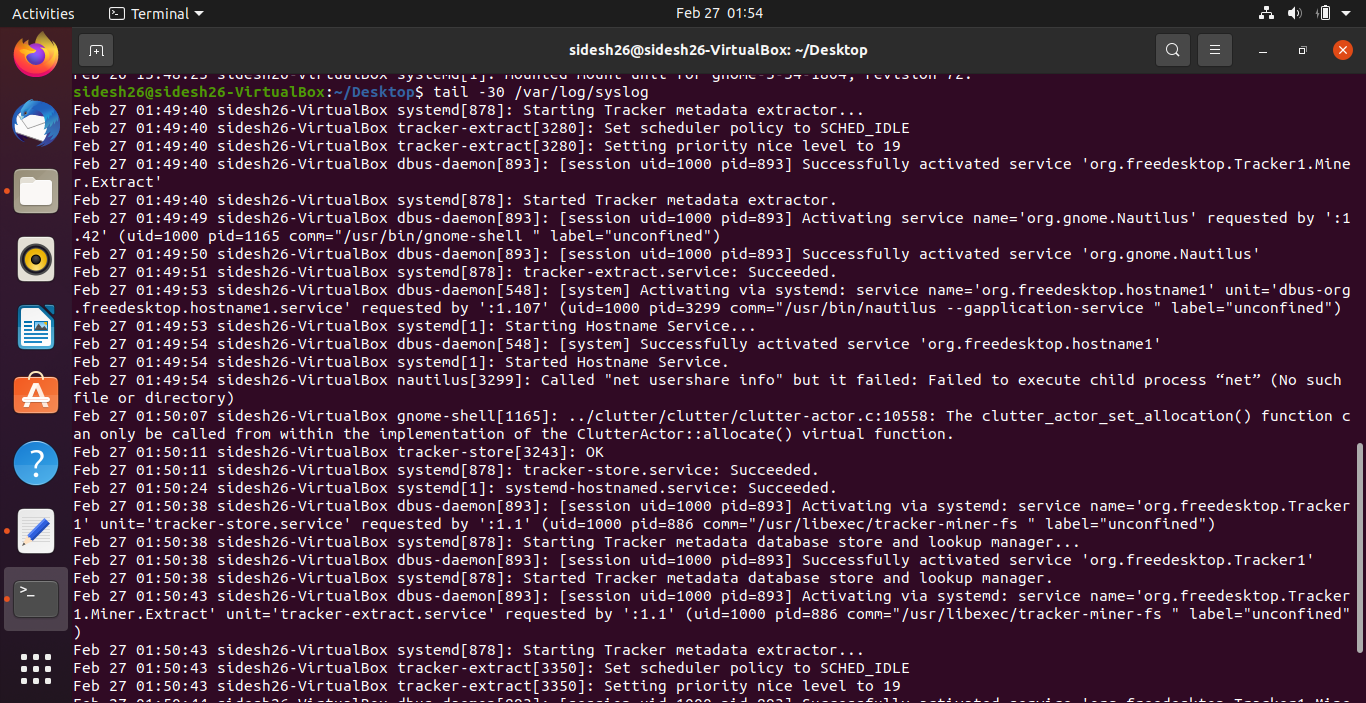 Activities
Terminal
Feb 27 01:54
sidesh26@sidesh26-VirtualBox: ~/Desktop
Feb 26 15:48:25 sidesh26-VirtualBox systemd[1]: Mounted Mount unit for gnome-3-34-1804, revision 72.
sidesh26@sidesh26-VirtualBox:~/Desktop$ tail -30 /var/log/syslog
Feb 27 01:49:40 sidesh26-VirtualBox systemd[878]: Starting Tracker metadata extractor...
Feb 27 01:49:40 sidesh26-VirtualBox tracker-extract[3280]: Set scheduler policy to SCHED_IDLE
Feb 27 01:49:40 sidesh26-VirtualBox tracker-extract[3280]: Setting priority nice level to 19
Feb 27 01:49:40 sidesh26-VirtualBox dbus-daemon[893]: [session uid=1000 pid=893] Successfully activated service 'org.freedesktop.Tracker1.Mine
r.Extract'
Feb 27 01:49:40 sidesh26-VirtualBox systemd[878]: Started Tracker metadata extractor.
Feb 27 01:49:49 sidesh26-VirtualBox dbus-daemon[893]: [session uid=1000 pid=893] Activating service name='org.gnome.Nautilus' requested by ':1
.42' (uid=1000 pid=1165 comm="/usr/bin/gnome-shell " label="unconfined")
Feb 27 01:49:50 sidesh26-VirtualBox dbus-daemon[893]: [session uid=1000 pid=893] Successfully activated service 'org.gnome.Nautilus'
Feb 27 01:49:51 sidesh26-VirtualBox systemd[878]: tracker-extract.service: Succeeded.
Feb 27 01:49:53 sidesh26-VirtualBox dbus-daemon[548]: [system] Activating via systemd: service name='org.freedesktop.hostname1' unit='dbus-org
.freedesktop.hostname1.service' requested by ':1.107' (uid=1000 pid=3299 comm="/usr/bin/nautilus --gapplication-service " label="unconfined")
Feb 27 01:49:53 sidesh26-VirtualBox systemd[1]: Starting Hostname Service...
Feb 27 01:49:54 sidesh26-VirtualBox dbus-daemon[548]: [system] Successfully activated service 'org.freedesktop.hostname1'
Feb 27 01:49:54 sidesh26-VirtualBox systemd[1]: Started Hostname Service.
Feb 27 01:49:54 sidesh26-VirtualBox nautilus[3299]: Called "net usershare info" but it failed: Failed to execute child process “net” (No such
file or directory)
Feb 27 01:50:07 sidesh26-VirtualBox gnome-shell[1165]: ../clutter/clutter/clutter-actor.c:10558: The clutter_actor_set_allocation() function c
an only be called from within the implementation of the ClutterActor::allocate() virtual function.
Feb 27 01:50:11 sidesh26-VirtualBox tracker-store[3243]: OK
Feb 27 01:50:11 sidesh26-VirtualBox systemd[878]: tracker-store.service: Succeeded.
Feb 27 01:50:24 sidesh26-VirtualBox systemd[1]: systemd-hostnamed.service: Succeeded.
Feb 27 01:50:38 sidesh26-VirtualBox dbus-daemon[893]: [session uid=1000 pid=893] Activating via systemd: service name='org.freedesktop.Tracker
1' unit='tracker-store.service' requested by ':1.1' (uid=1000 pid=886 comm="/usr/libexec/tracker-miner-fs " label="unconfined")
Feb 27 01:50:38 sidesh26-VirtualBox systemd[878]: Starting Tracker metadata database store and lookup manager...
Feb 27 01:50:38 sidesh26-VirtualBox dbus-daemon[893]: [session uid=1000 pid=893] Successfully activated service 'org.freedesktop.Tracker1'
Feb 27 01:50:38 sidesh26-VirtualBox systemd[878]: Started Tracker metadata database store and lookup manager.
Feb 27 01:50:43 sidesh26-VirtualBox dbus-daemon[893]: [session uid=1000 pid=893] Activating via systemd: service name='org.freedesktop.Tracker
1.Miner.Extract' unit='tracker-extract.service' requested by ':1.1' (uid=1000 pid=886 comm="/usr/libexec/tracker-miner-fs " label="unconfined"
)
Feb 27 01:50:43 sidesh26-VirtualBox systemd[878]: Starting Tracker metadata extractor...
Feb 27 01:50:43 sidesh26-VirtualBox tracker-extract[3350]: Set scheduler policy to SCHED_IDLE
Feb 27 01:50:43 sidesh26-VirtualBox tracker-extract[3350]: Setting priority nice level to 19